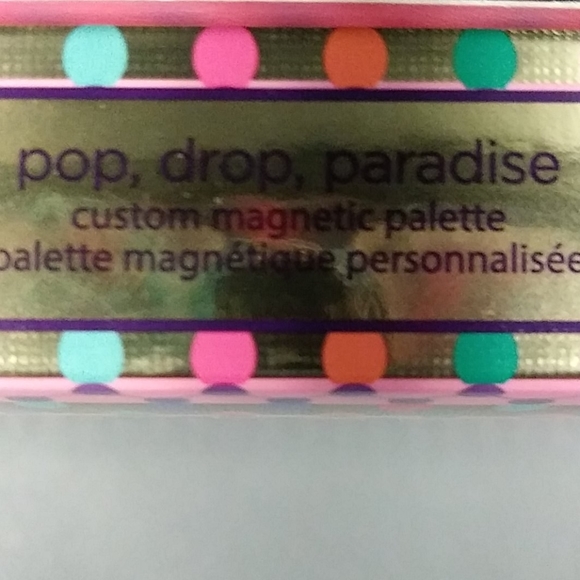 pop, drop, paradise
custom magnetic palette
palette magnétique personnalisée